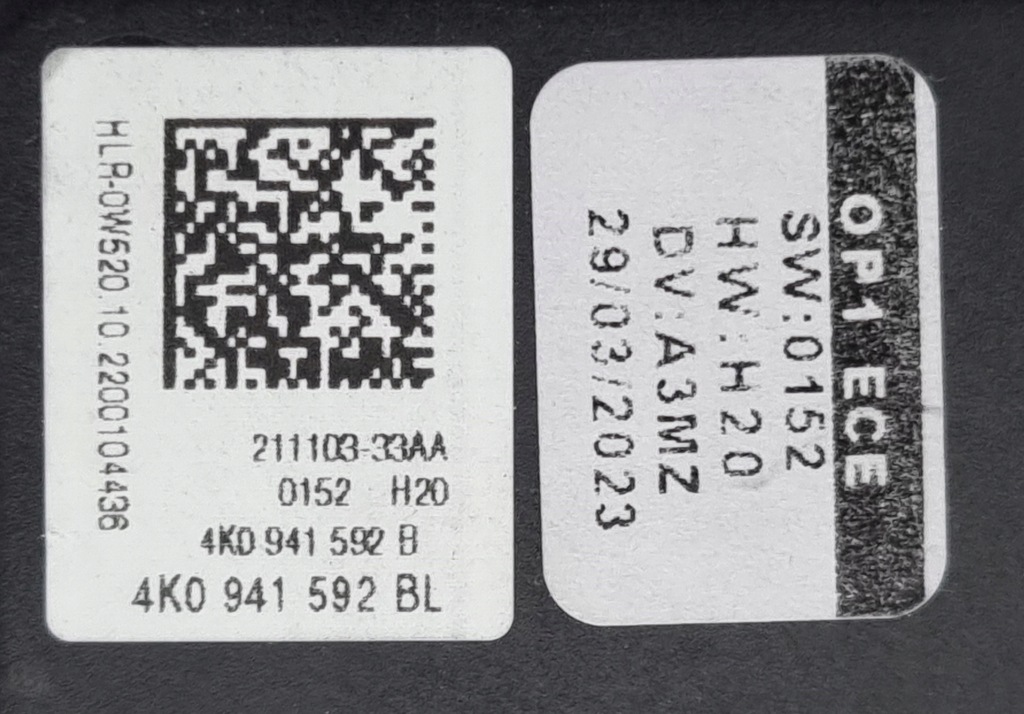 HLR-0W520.10.2200104436
211103-33AA
0152 H20
4K0 941 592 B
4K0 941 592 BL
OP1 ECE
SW:0152
HW:H20
DV:A3MZ
29/03/2023